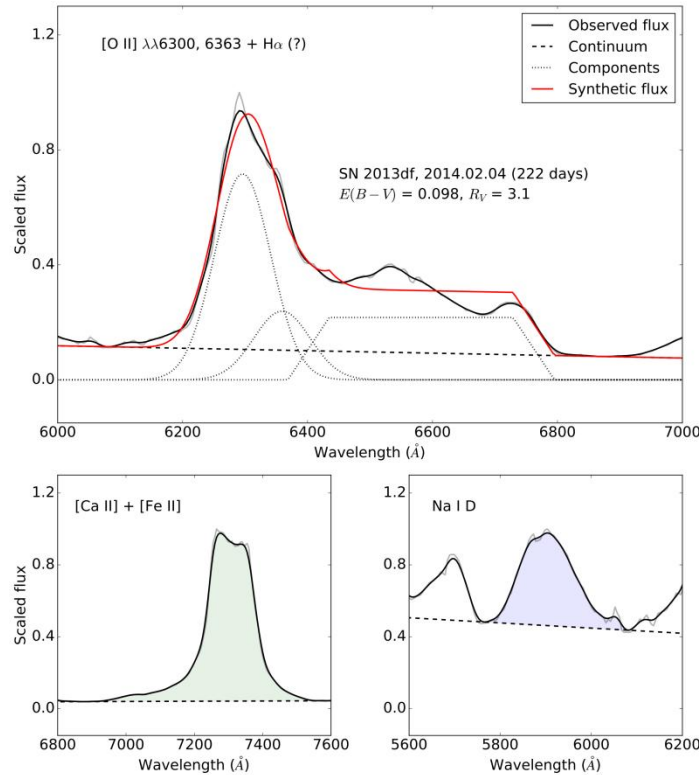 [O II] λλ6300, 6363 + Hα (?)
Observed flux
Continuum
Components
Synthetic flux
SN 2013df, 2014.02.04 (222 days)
E(B − V) = 0.098, R_V = 3.1
Scaled flux
1.2
0.8
0.4
0.0
6000 6200 6400 6600 6800 7000
Wavelength (Å)
[Ca II] + [Fe II]
Scaled flux
1.2
0.8
0.4
0.0
6800 7000 7200 7400 7600
Wavelength (Å)
Na I D
1.2
0.8
0.4
0.0
5600 5800 6000 6200
Wavelength (Å)